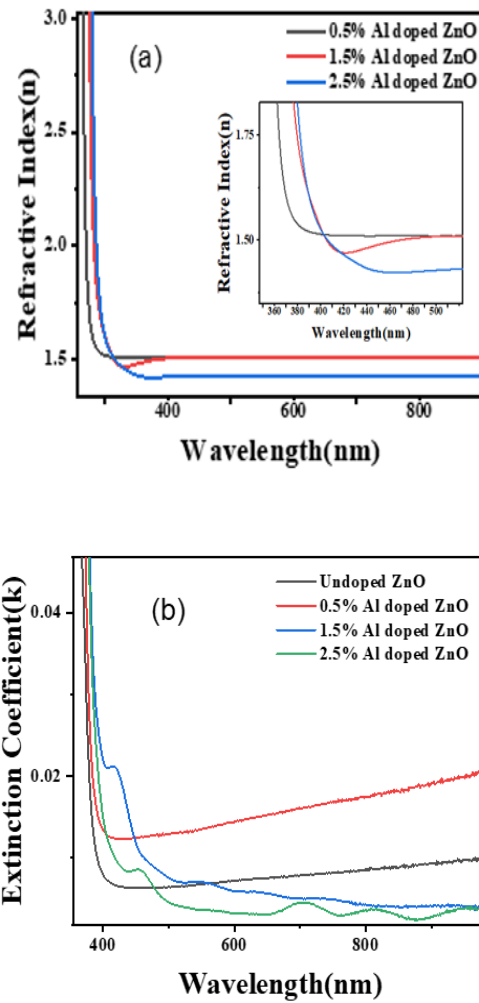 (a)
0.5% Al doped ZnO
1.5% Al doped ZnO
2.5% Al doped ZnO
3.0
2.5
2.0
1.5
Refractive Index(n)
1.75
1.50
Refractive Index(n)
360 380 400 420 440 460 480 500
Wavelength(nm)
400 600 800
Wavelength(nm)
(b)
Undoped ZnO
0.5% Al doped ZnO
1.5% Al doped ZnO
2.5% Al doped ZnO
0.04
0.02
Extinction Coefficient(k)
400 600 800
Wavelength(nm)